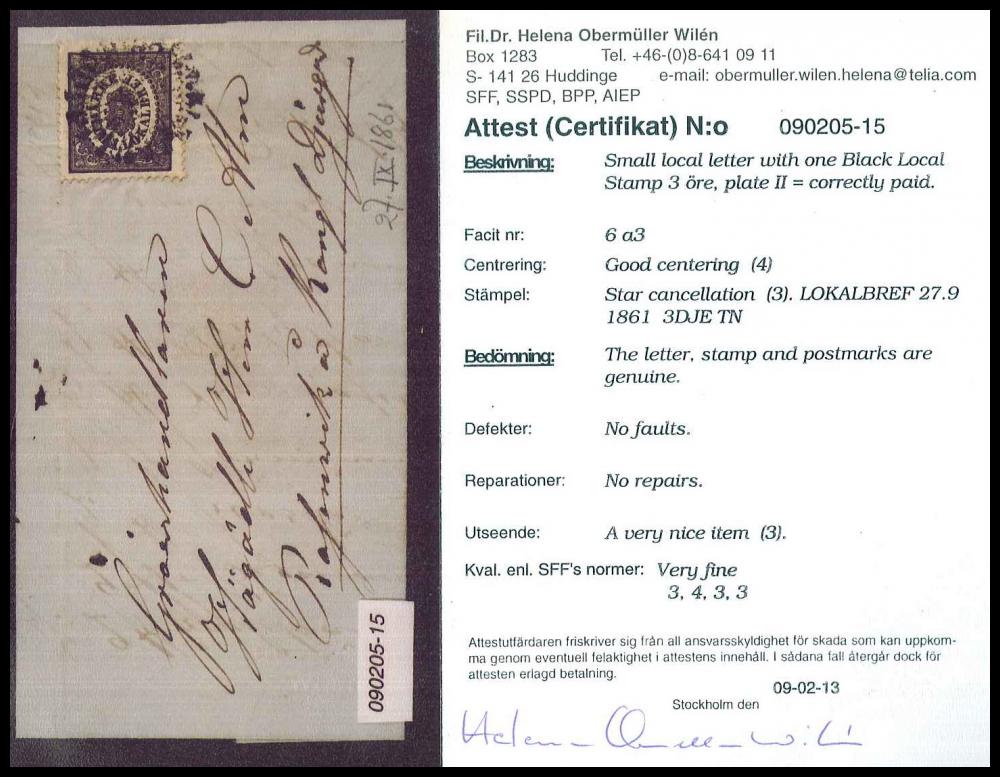 27.IX.1861
Grosshandlaren
Rosenvik à Kongl Djurgård
090205-15
Fil.Dr. Helena Obermüller Wilén
Box 1283 Tel. +46-(0)8-641 09 11
S- 141 26 Huddinge e-mail: obermuller.wilen.helena@telia.com
SFF, SSPD, BPP, AIEP
Attest (Certifikat) N:o 090205-15
Beskrivning: Small local letter with one Black Local
Stamp 3 öre, plate II = correctly paid.
Facit nr: 6 a3
Centrering: Good centering (4)
Stämpel: Star cancellation (3). LOKALBREF 27.9
1861 3DJE TN
Bedömning: The letter, stamp and postmarks are
genuine.
Defekter: No faults.
Reparationer: No repairs.
Utseende: A very nice item (3).
Kval. enl. SFF's normer: Very fine
3, 4, 3, 3
Attestutfärdaren friskriver sig från all ansvarsskyldighet för skada som kan uppkom-
ma genom eventuell felaktighet i attestens innehåll. I sådana fall återgår dock för
attesten erlagd betalning.
09-02-13
Stockholm den